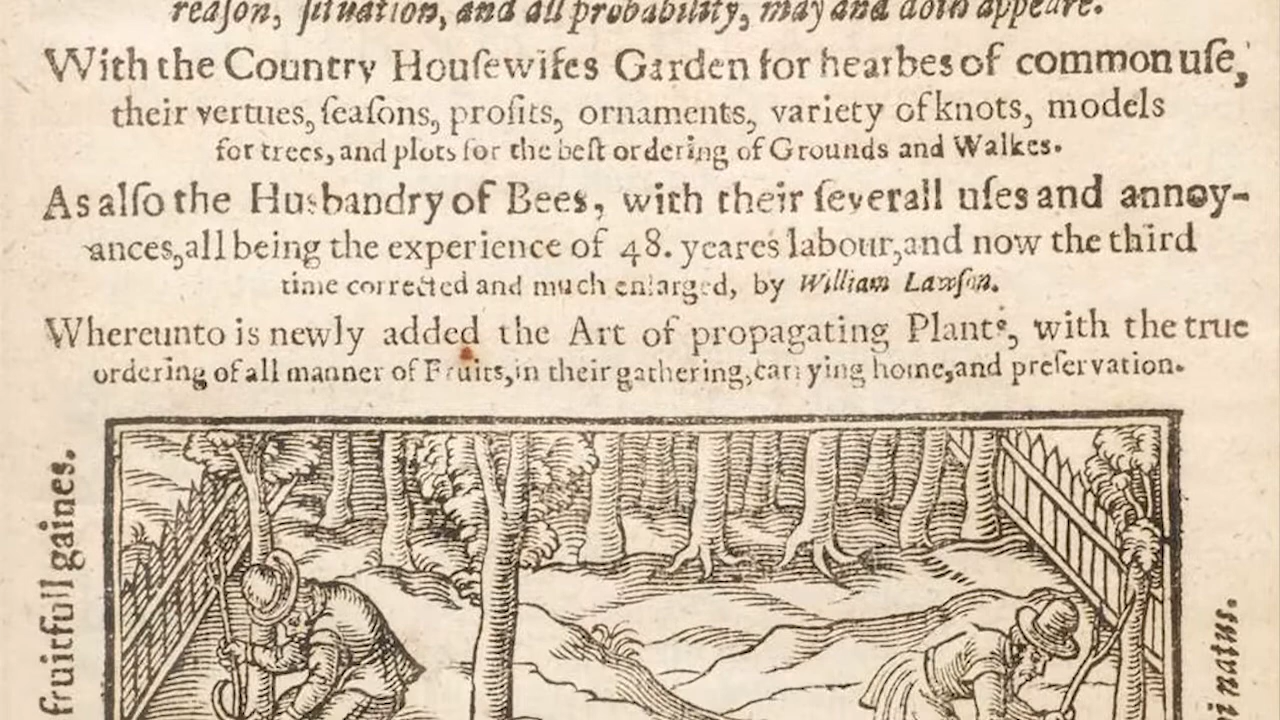 reaſon, ſituation, and all probability, may and doth appeare.
With the Country Houſewifes Garden for hearbes of common uſe,
their vertues, ſeaſons, profits, ornaments, variety of knots, models
for trees, and plots for the beſt ordering of Grounds and Walkes.
As alſo the Husbandry of Bees, with their ſeverall uſes and annoy-
ances, all being the experience of 48. yeares labour, and now the third
time corrected and much enlarged, by William Lawſon.
Whereunto is newly added the Art of propagating Plants, with the true
ordering of all manner of Fruits, in their gathering, carrying home, and preſervation.
fruitfull gaines.
i natus.